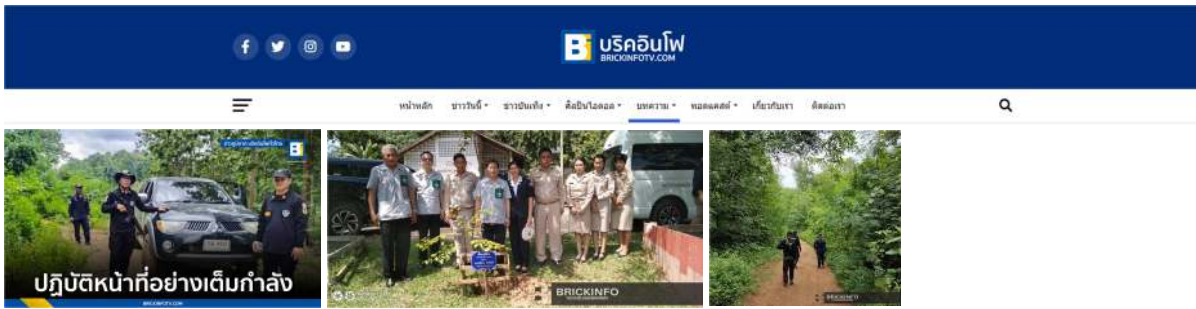 บริคอินโฟ
BRICKINFOTV.COM
หน้าหลัก ข่าววันนี้ ข่าวบันเทิง ศิลปินไอดอล บทความ พอดแคสต์ เกี่ยวกับเรา ติดต่อเรา
ปฏิบัติหน้าที่อย่างเต็มกำลัง
BRICKINFOTV.COM
BRICKINFO
BRICKINFO